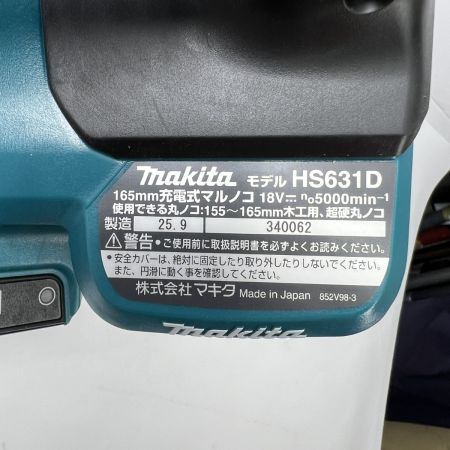 makita モデル HS631D
165mm充電式マルノコ 18V⎓ n₀5000min⁻¹
使用できる丸ノコ:155〜165mm木工用、超硬丸ノコ
製造 25.9 340062
⚠警告 •ご使用前に取扱説明書を必ずよくお読みください。
•安全カバーは、絶対に固定したり取り外したりしないでください。
また、円滑に動く事を確認してください。
株式会社マキタ Made in Japan 852V98-3
makita